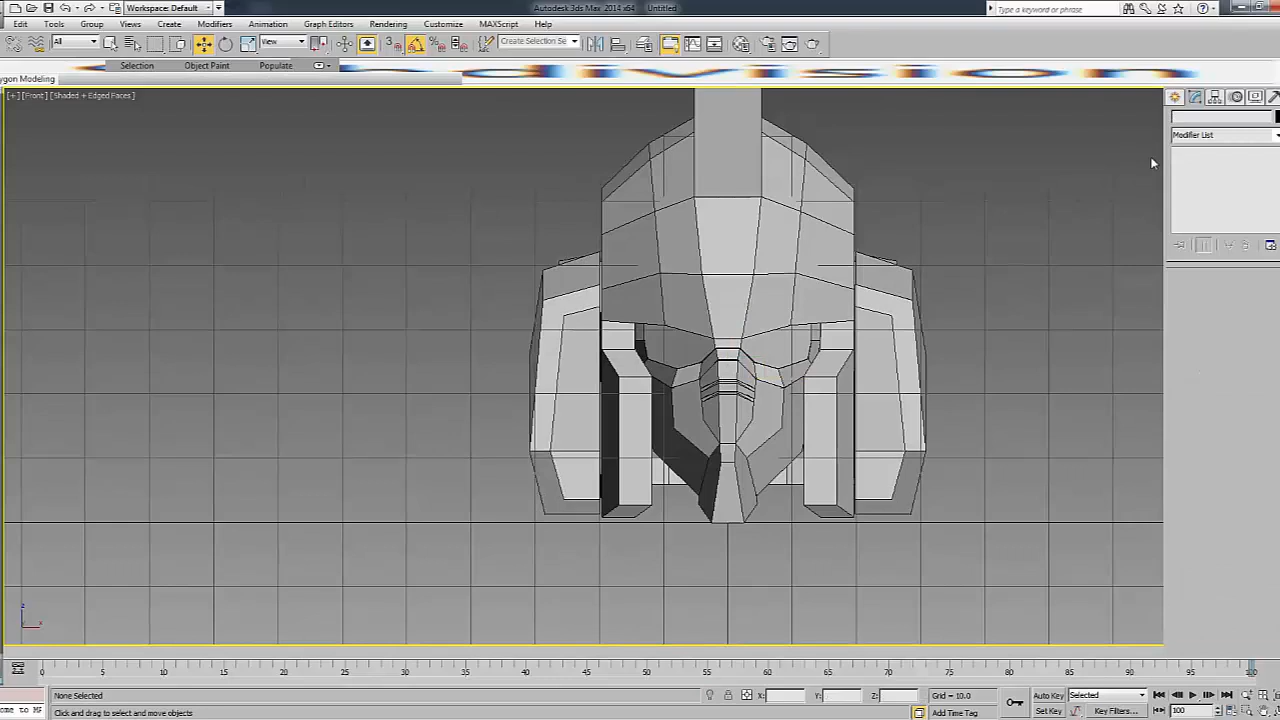 Workspace: Default
Autodesk 3ds Max 2014 x64 Untitled
Type a keyword or phrase
Edit Tools Group Views Create Modifiers Animation Graph Editors Rendering Customize MAXScript Help
All View Create Selection Se
Selection Object Paint Populate
ygon Modeling
[+] [Front] [Shaded + Edged Faces]
Modifier List
z
x
0 5 10 15 20 25 30 35 40 45 50 55 60 65 70 75 80 85 90 95 100
None Selected X: Y: Z: Grid = 10.0 Auto Key Selected
ome to MF Click and drag to select and move objects Add Time Tag Set Key Key Filters... 100